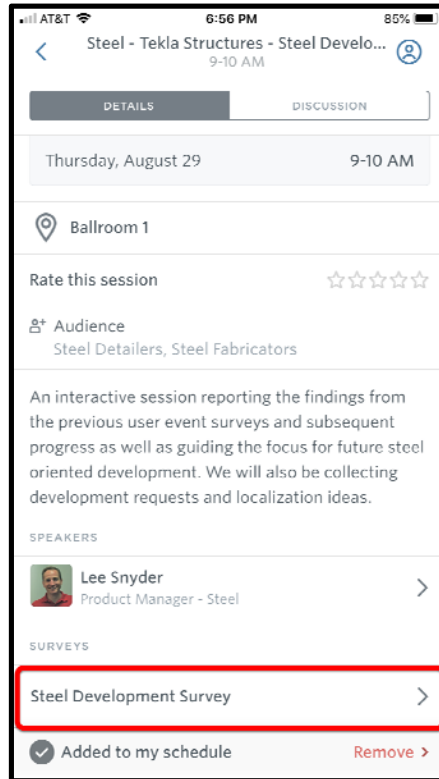 AT&T 6:56 PM 85%
Steel - Tekla Structures - Steel Develo...
9-10 AM
DETAILS DISCUSSION
Thursday, August 29 9-10 AM
Ballroom 1
Rate this session
Audience
Steel Detailers, Steel Fabricators
An interactive session reporting the findings from
the previous user event surveys and subsequent
progress as well as guiding the focus for future steel
oriented development. We will also be collecting
development requests and localization ideas.
SPEAKERS
Lee Snyder
Product Manager - Steel
SURVEYS
Steel Development Survey
Added to my schedule Remove